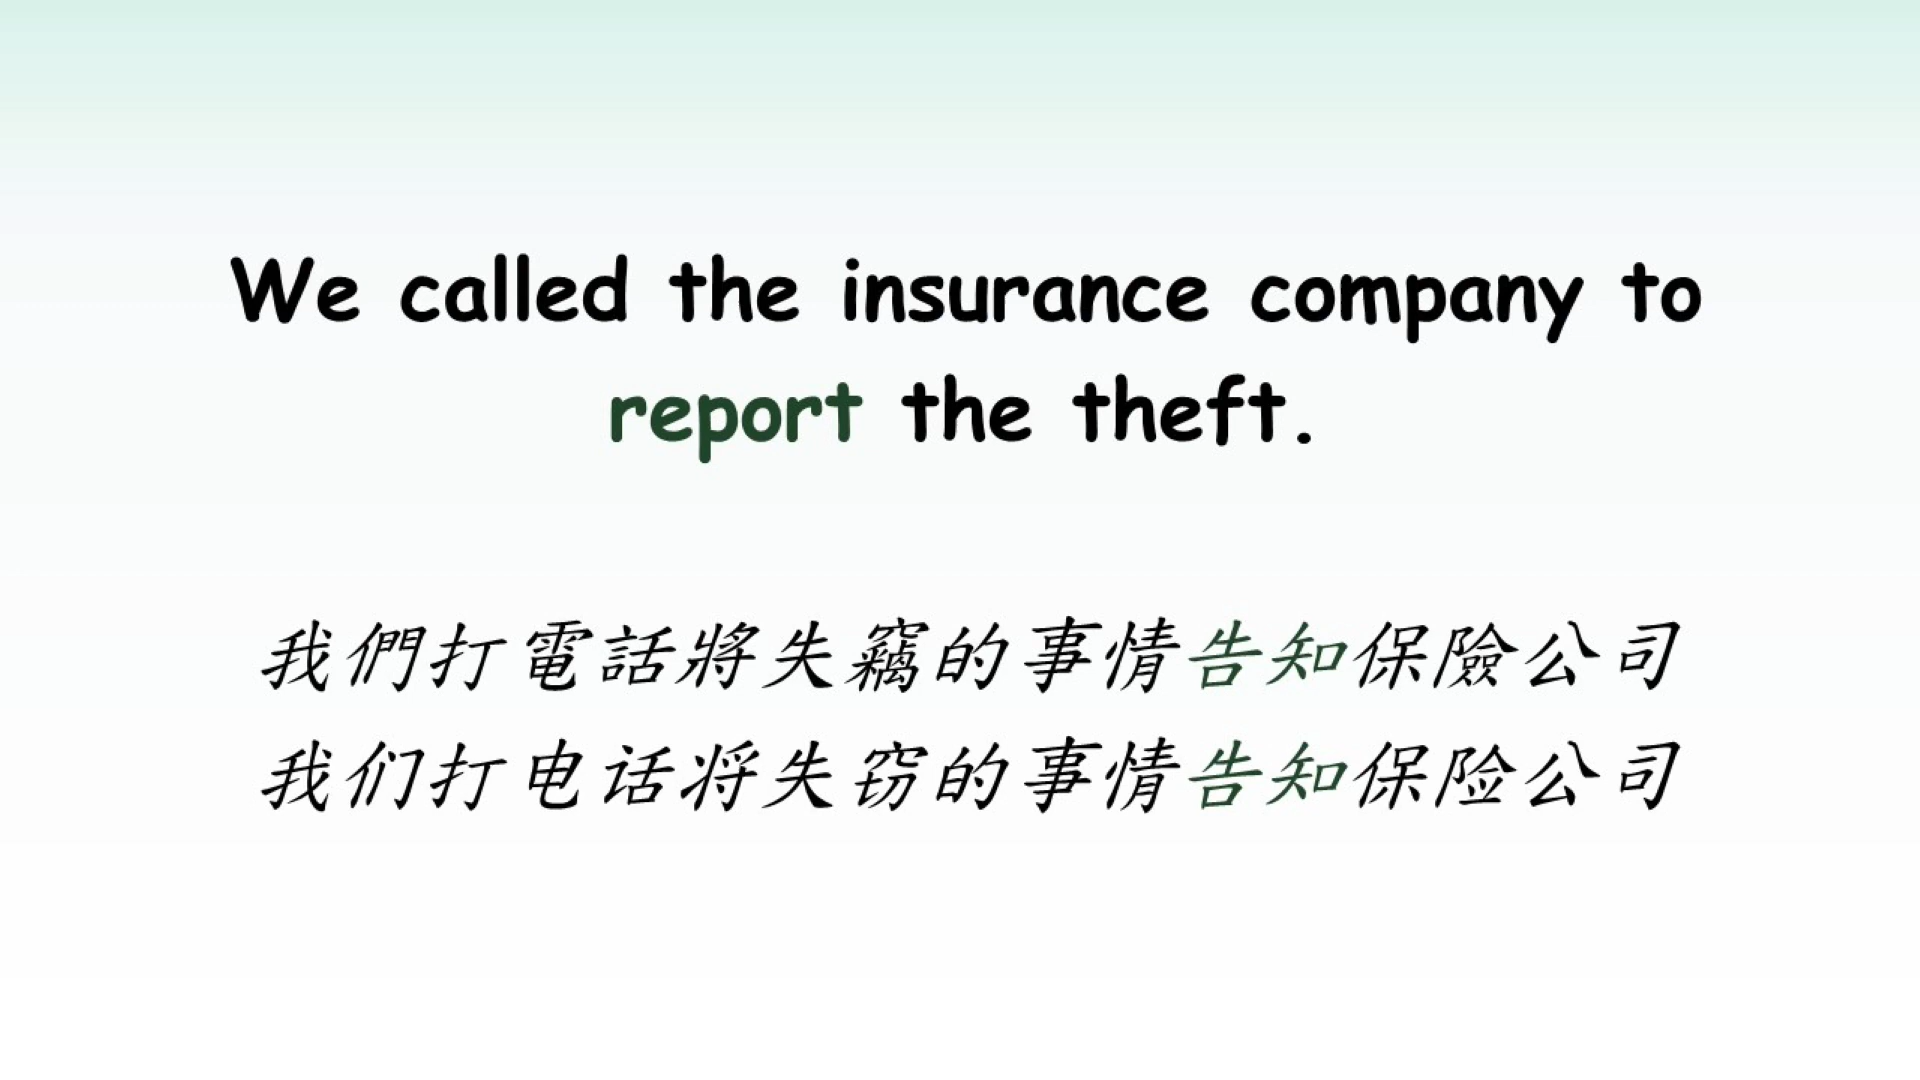 We called the insurance company to
report the theft.
我們打電話將失竊的事情告知保險公司
我们打电话将失窃的事情告知保险公司